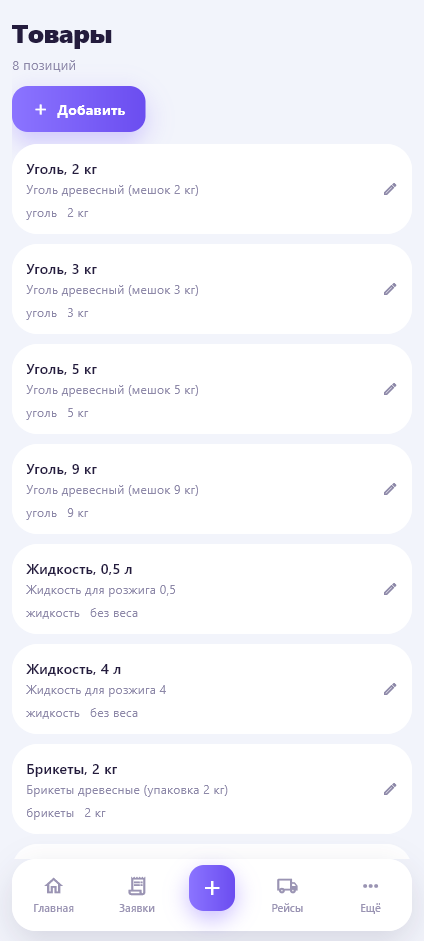 Товары
8 позиций
+ Добавить
Уголь, 2 кг
Уголь древесный (мешок 2 кг)
уголь 2 кг
Уголь, 3 кг
Уголь древесный (мешок 3 кг)
уголь 3 кг
Уголь, 5 кг
Уголь древесный (мешок 5 кг)
уголь 5 кг
Уголь, 9 кг
Уголь древесный (мешок 9 кг)
уголь 9 кг
Жидкость, 0,5 л
Жидкость для розжига 0,5
жидкость без веса
Жидкость, 4 л
Жидкость для розжига 4
жидкость без веса
Брикеты, 2 кг
Брикеты древесные (упаковка 2 кг)
брикеты 2 кг
Главная Заявки + Рейсы Ещё